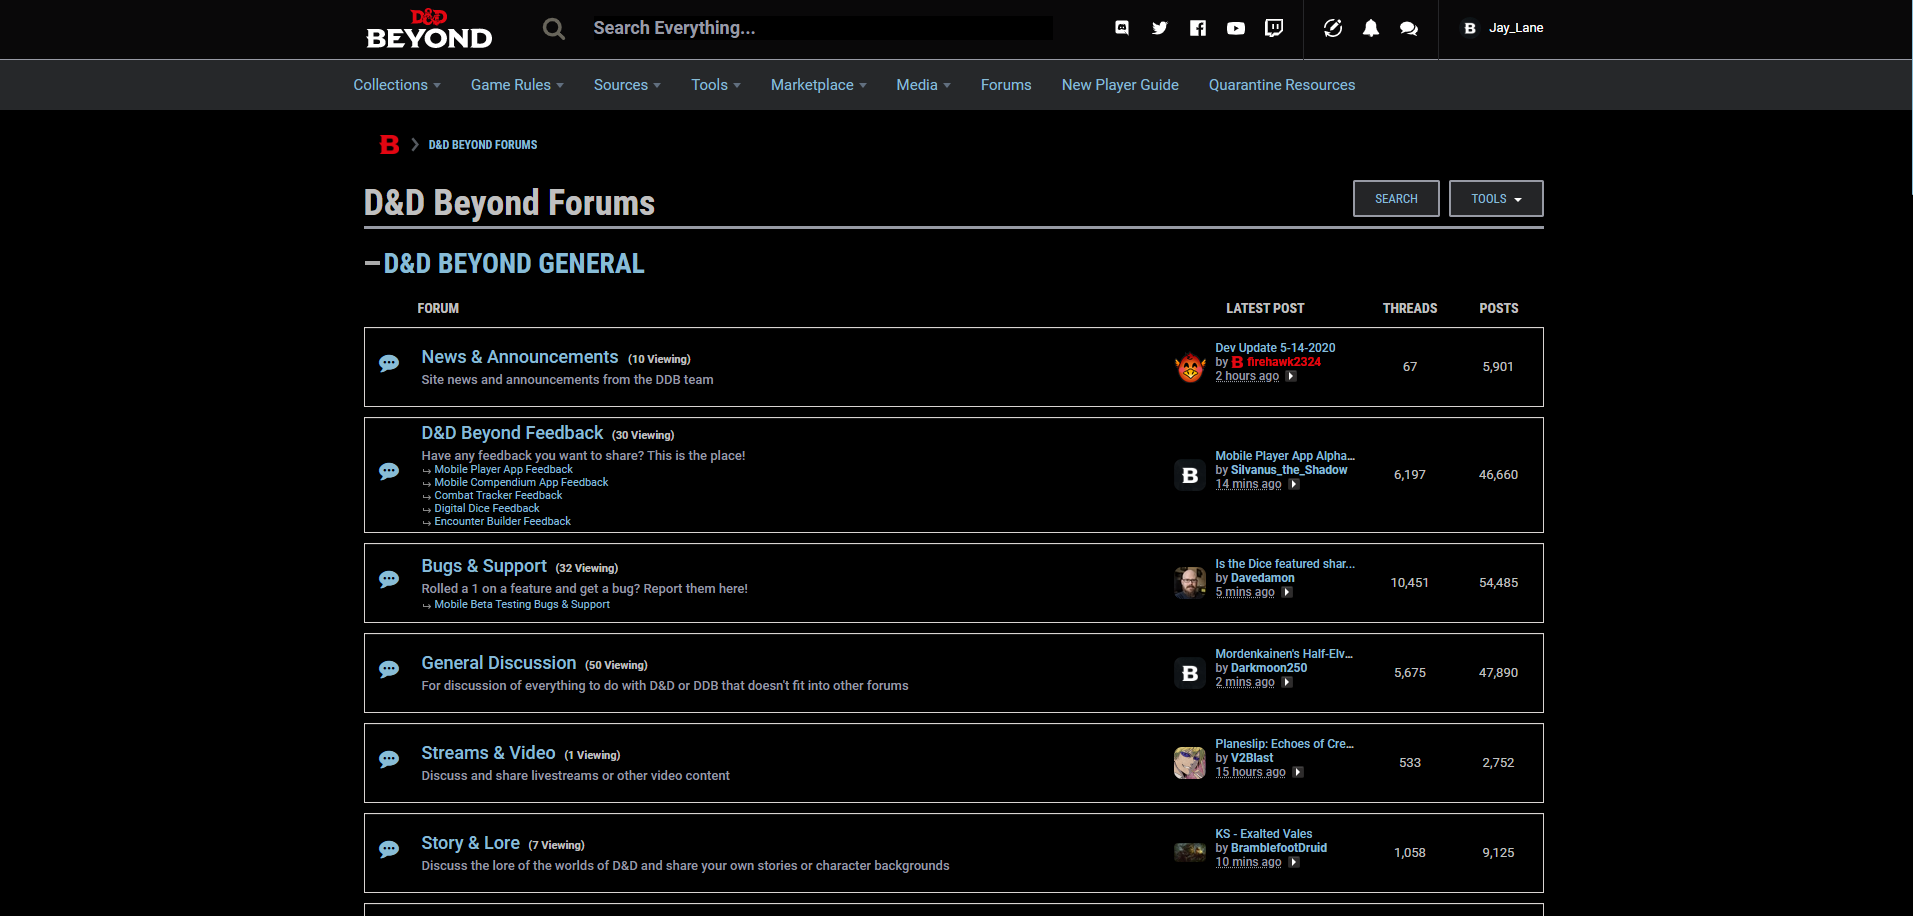 D&D
BEYOND
Search Everything...
Jay_Lane
Collections
Game Rules
Sources
Tools
Marketplace
Media
Forums
New Player Guide
Quarantine Resources
B
D&D BEYOND FORUMS
D&D Beyond Forums
SEARCH
TOOLS
D&D BEYOND GENERAL
FORUM
LATEST POST
THREADS
POSTS
News & Announcements (10 Viewing)
Site news and announcements from the DDB team
Dev Update 5-14-2020
by B firehawk2324
2 hours ago
67
5,901
D&D Beyond Feedback (30 Viewing)
Have any feedback you want to share? This is the place!
Mobile Player App Feedback
Mobile Compendium App Feedback
Combat Tracker Feedback
Digital Dice Feedback
Encounter Builder Feedback
B
Mobile Player App Alpha...
by Silvanus_the_Shadow
14 mins ago
6,197
46,660
Bugs & Support (32 Viewing)
Rolled a 1 on a feature and get a bug? Report them here!
Mobile Beta Testing Bugs & Support
Is the Dice featured shar...
by Davedamon
5 mins ago
10,451
54,485
General Discussion (50 Viewing)
For discussion of everything to do with D&D or DDB that doesn't fit into other forums
B
Mordenkainen's Half-Elv...
by Darkmoon250
2 mins ago
5,675
47,890
Streams & Video (1 Viewing)
Discuss and share livestreams or other video content
Planeslip: Echoes of Cre...
by V2Blast
15 hours ago
533
2,752
Story & Lore (7 Viewing)
Discuss the lore of the worlds of D&D and share your own stories or character backgrounds
KS - Exalted Vales
by BramblefootDruid
10 mins ago
1,058
9,125